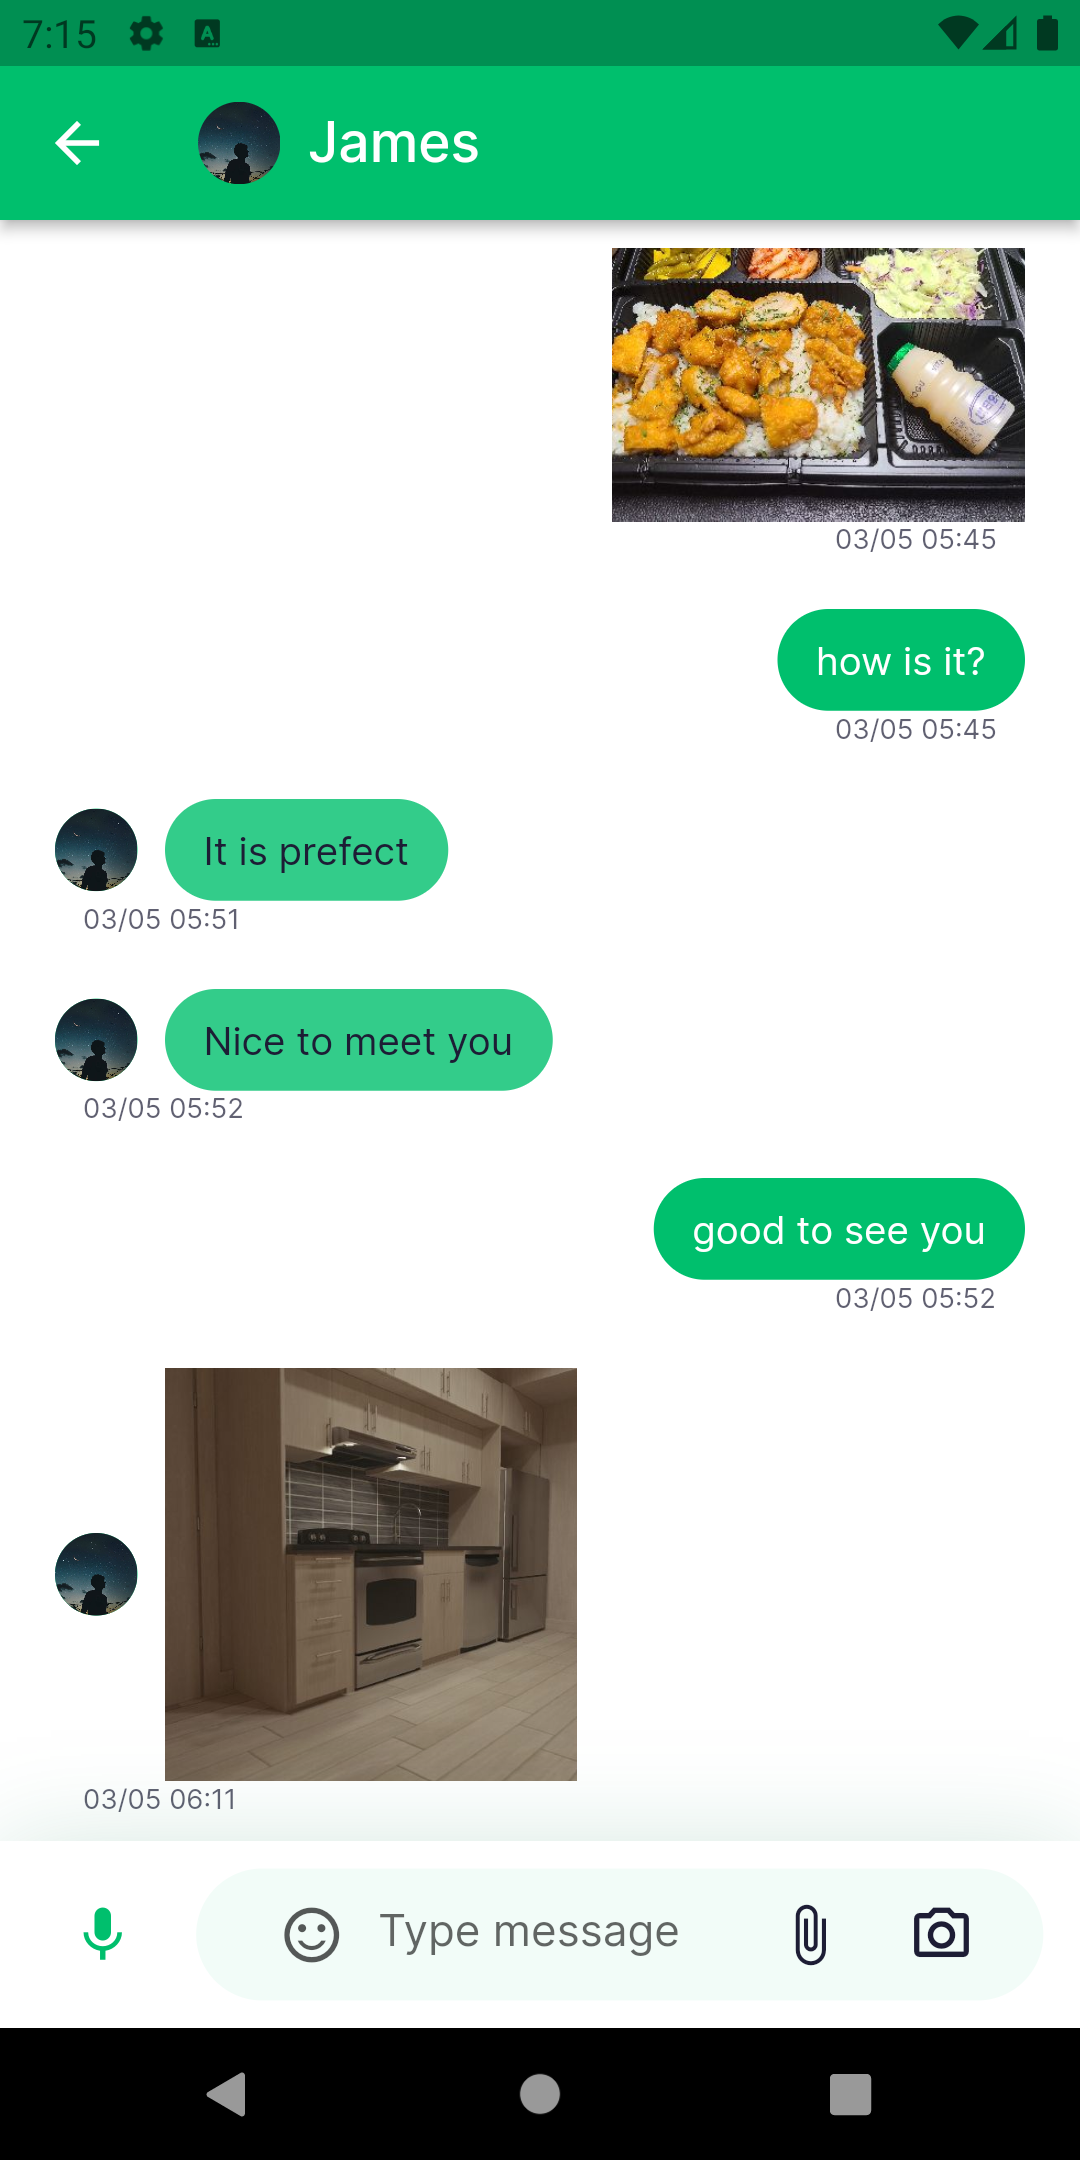 7:15
James
03/05 05:45
how is it?
03/05 05:45
It is prefect
03/05 05:51
Nice to meet you
03/05 05:52
good to see you
03/05 05:52
03/05 06:11
Type message